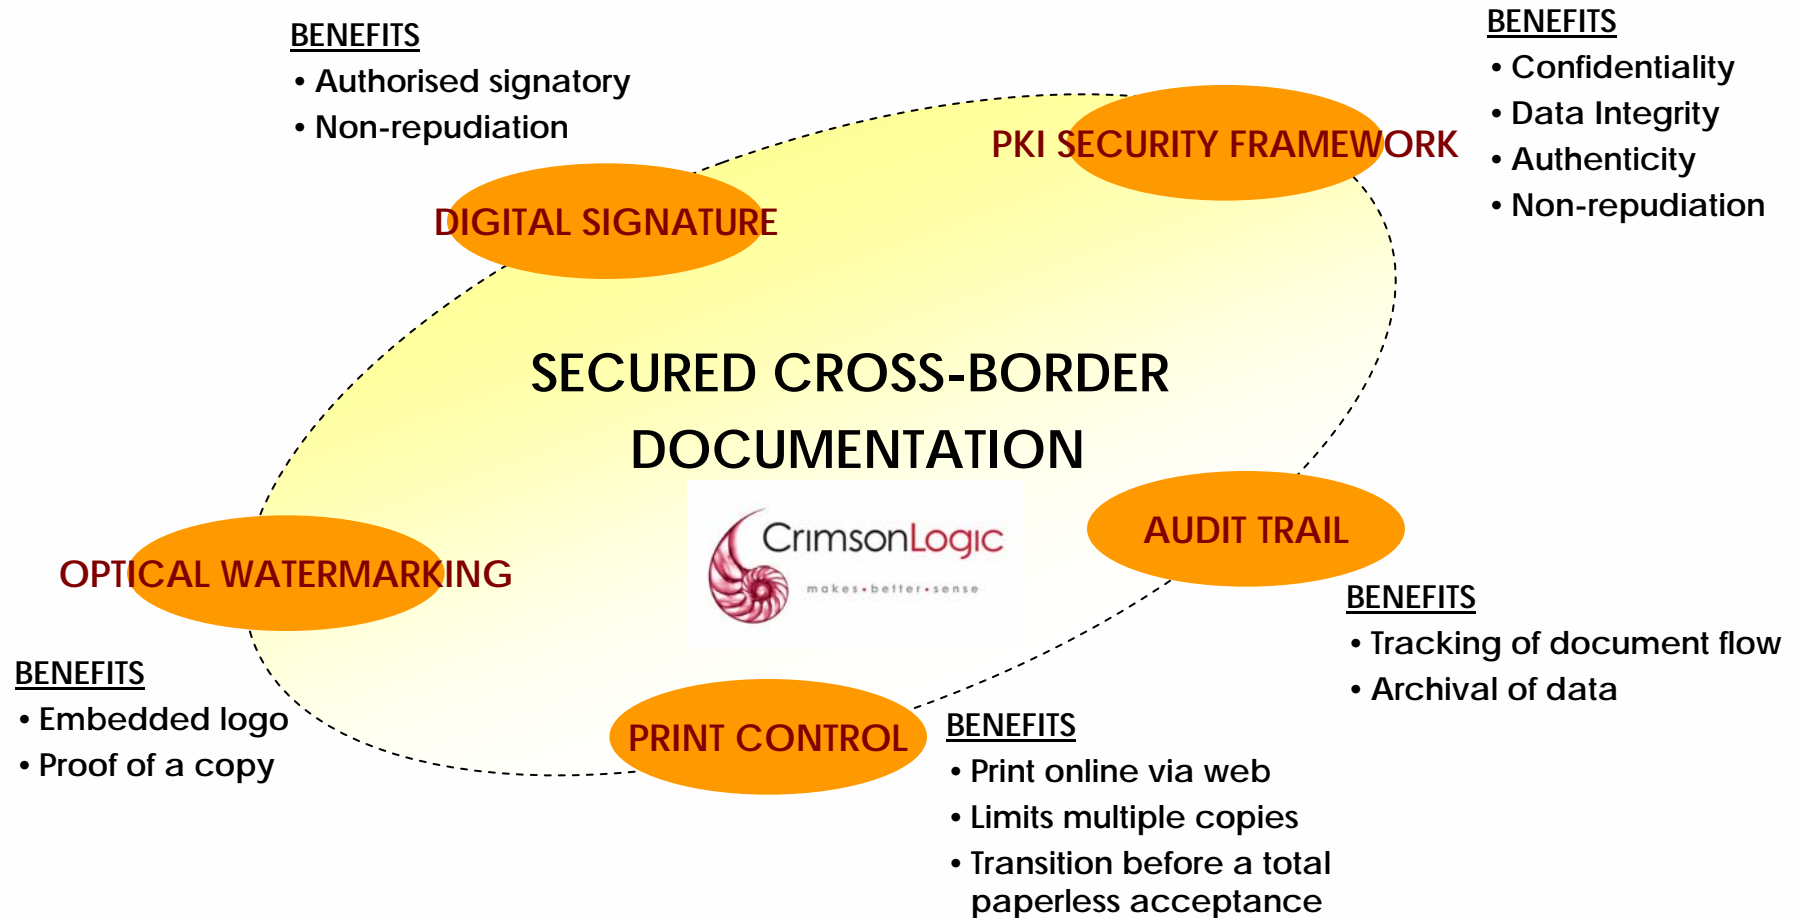 BENEFITS
• Authorised signatory
• Non-repudiation
DIGITAL SIGNATURE
BENEFITS
• Confidentiality
• Data Integrity
• Authenticity
• Non-repudiation
PKI SECURITY FRAMEWORK
SECURED CROSS-BORDER
DOCUMENTATION
CrimsonLogic
makes•better•sense
OPTICAL WATERMARKING
BENEFITS
• Embedded logo
• Proof of a copy
AUDIT TRAIL
BENEFITS
• Tracking of document flow
• Archival of data
PRINT CONTROL
BENEFITS
• Print online via web
• Limits multiple copies
• Transition before a total
paperless acceptance